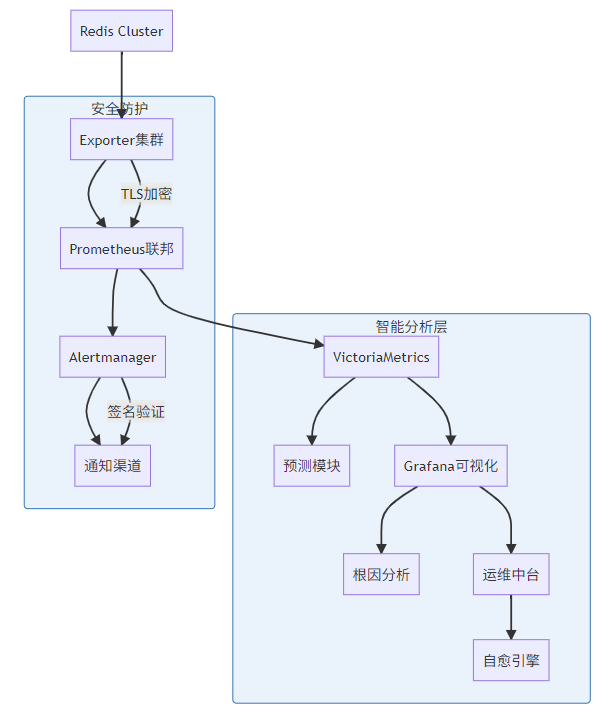 Redis Cluster
安全防护
Exporter集群
TLS加密
Prometheus联邦
Alertmanager
签名验证
通知渠道
智能分析层
VictoriaMetrics
预测模块
Grafana可视化
根因分析
运维中台
自愈引擎